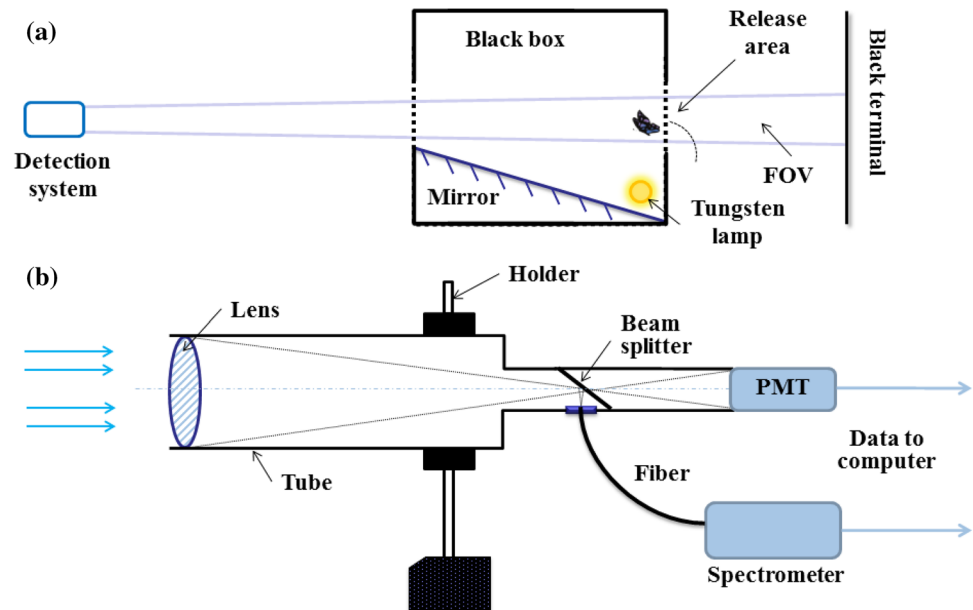 (a)
Black box
Release
area
Black terminal
Detection
system
Mirror
FOV
Tungsten
lamp
(b)
Holder
Lens
Beam
splitter
PMT
Data to
computer
Tube
Fiber
Spectrometer